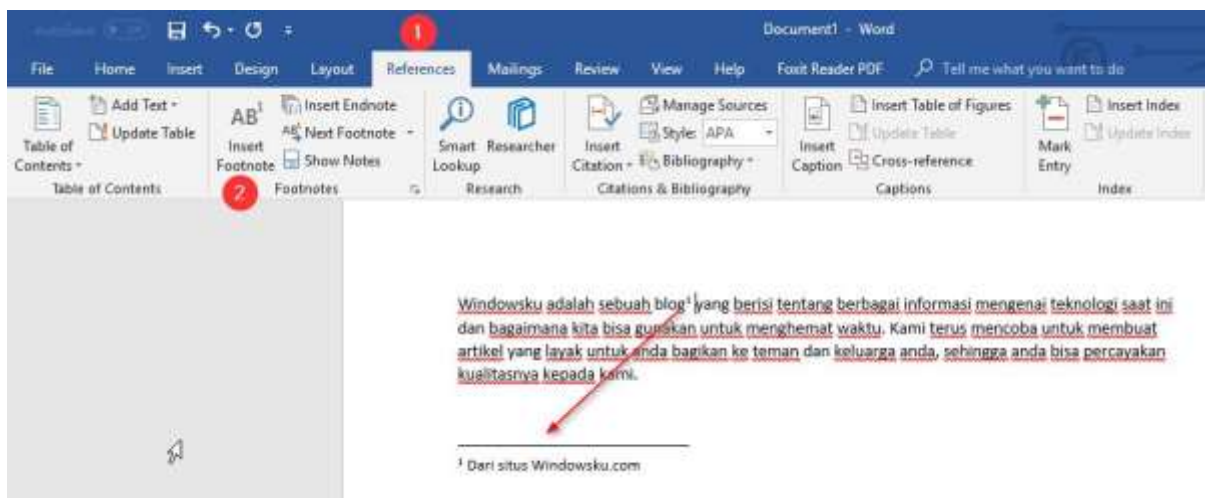 Document1 - Word
1
File Home Insert Design Layout References Mailings Review View Help Foxit Reader PDF Tell me what you want to do
Table of Contents
Add Text
Update Table
Table of Contents
AB1
Insert Footnote
2
Insert Endnote
AB1 Next Footnote
Show Notes
Footnotes
Smart Lookup
Researcher
Research
Insert Citation
Manage Sources
Style: APA
Bibliography
Citations & Bibliography
Insert Caption
Insert Table of Figures
Update Table
Cross-reference
Captions
Mark Entry
Insert Index
Update Index
Index
Windowsku adalah sebuah blog¹ yang berisi tentang berbagai informasi mengenai teknologi saat ini
dan bagaimana kita bisa gunakan untuk menghemat waktu. Kami terus mencoba untuk membuat
artikel yang layak untuk anda bagikan ke teman dan keluarga anda, sehingga anda bisa percayakan
kualitasnya kepada kami.
¹ Dari situs Windowsku.com